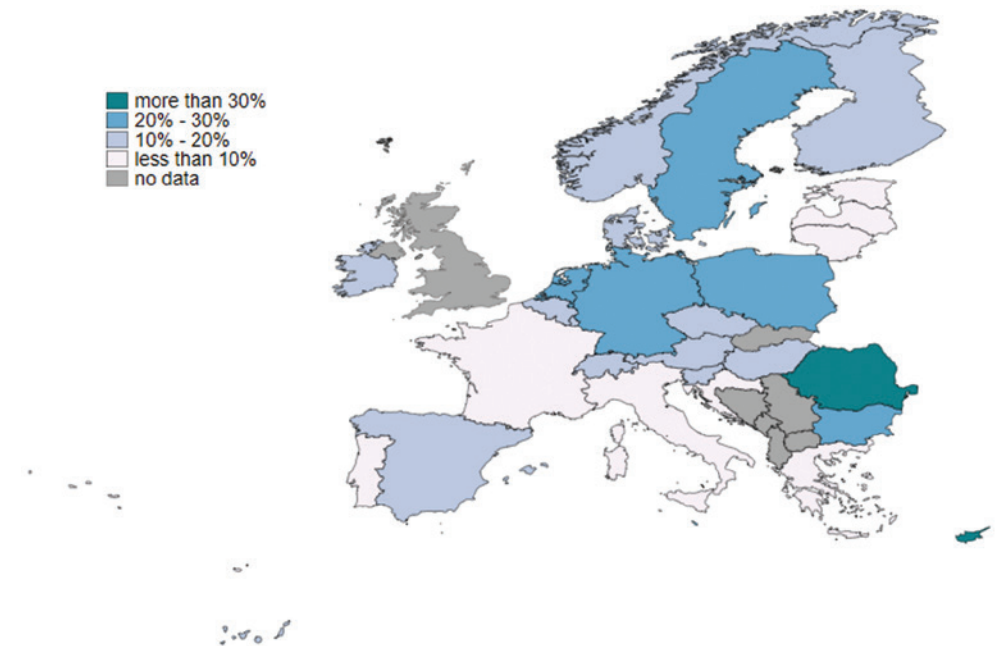 more than 30%
20% - 30%
10% - 20%
less than 10%
no data